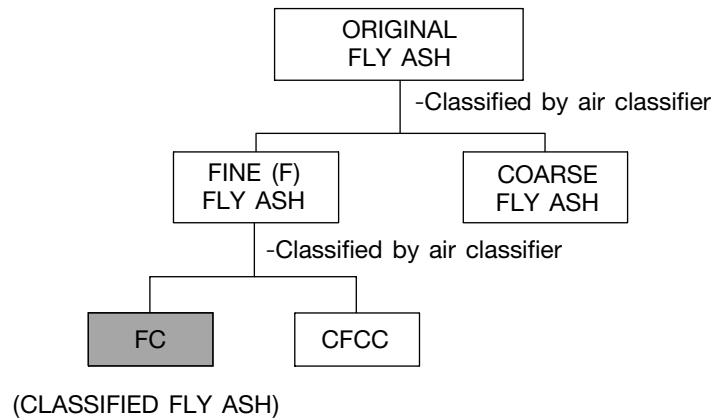 ORIGINAL
FLY ASH
-Classified by air classifier
FINE (F)
FLY ASH
COARSE
FLY ASH
-Classified by air classifier
FC
CFCC
(CLASSIFIED FLY ASH)